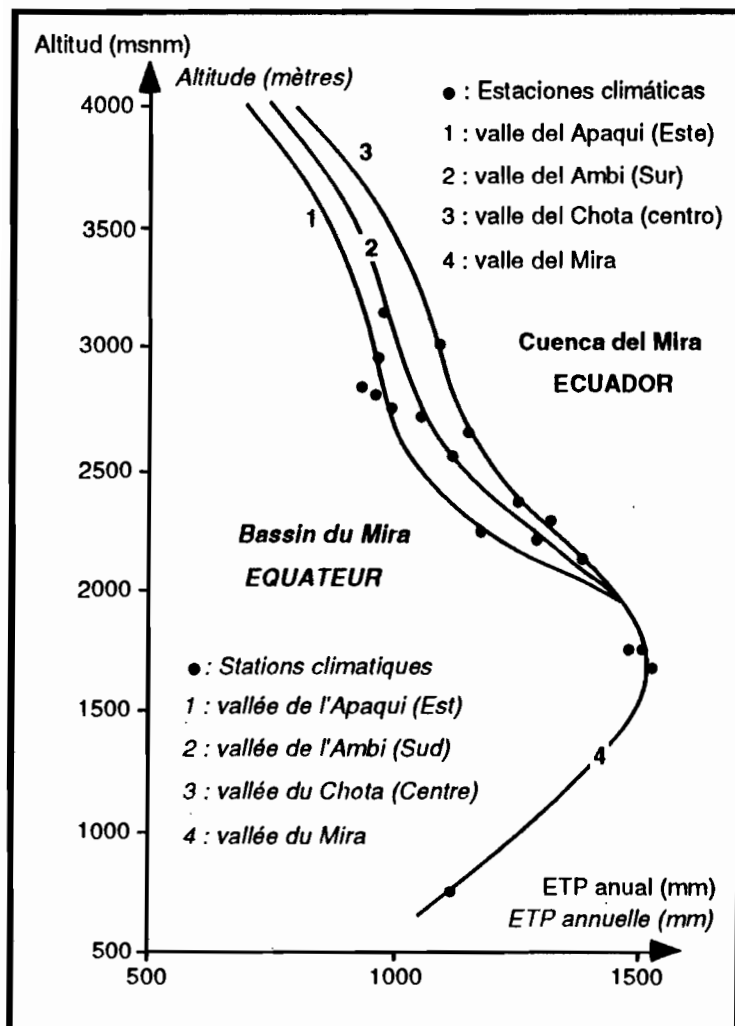 Altitud (msnm)
Altitude (mètres)
4000
3500
3000
2500
2000
1500
1000
500
500
1000
1500
● : Estaciones climáticas
1 : valle del Apaqui (Este)
2 : valle del Ambi (Sur)
3 : valle del Chota (centro)
4 : valle del Mira
1
2
3
4
Cuenca del Mira
ECUADOR
Bassin du Mira
EQUATEUR
● : Stations climatiques
1 : vallée de l'Apaqui (Est)
2 : vallée de l'Ambi (Sud)
3 : vallée du Chota (Centre)
4 : vallée du Mira
ETP anual (mm)
ETP annuelle (mm)